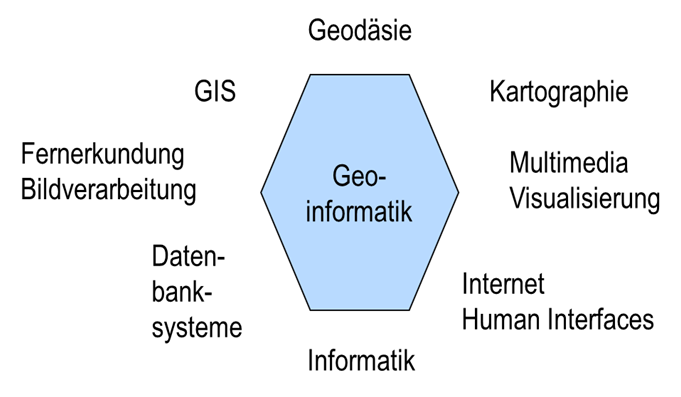 Geodäsie
GIS
Kartographie
Fernerkundung
Bildverarbeitung
Multimedia
Visualisierung
Geo-
informatik
Daten-
bank-
systeme
Internet
Human Interfaces
Informatik